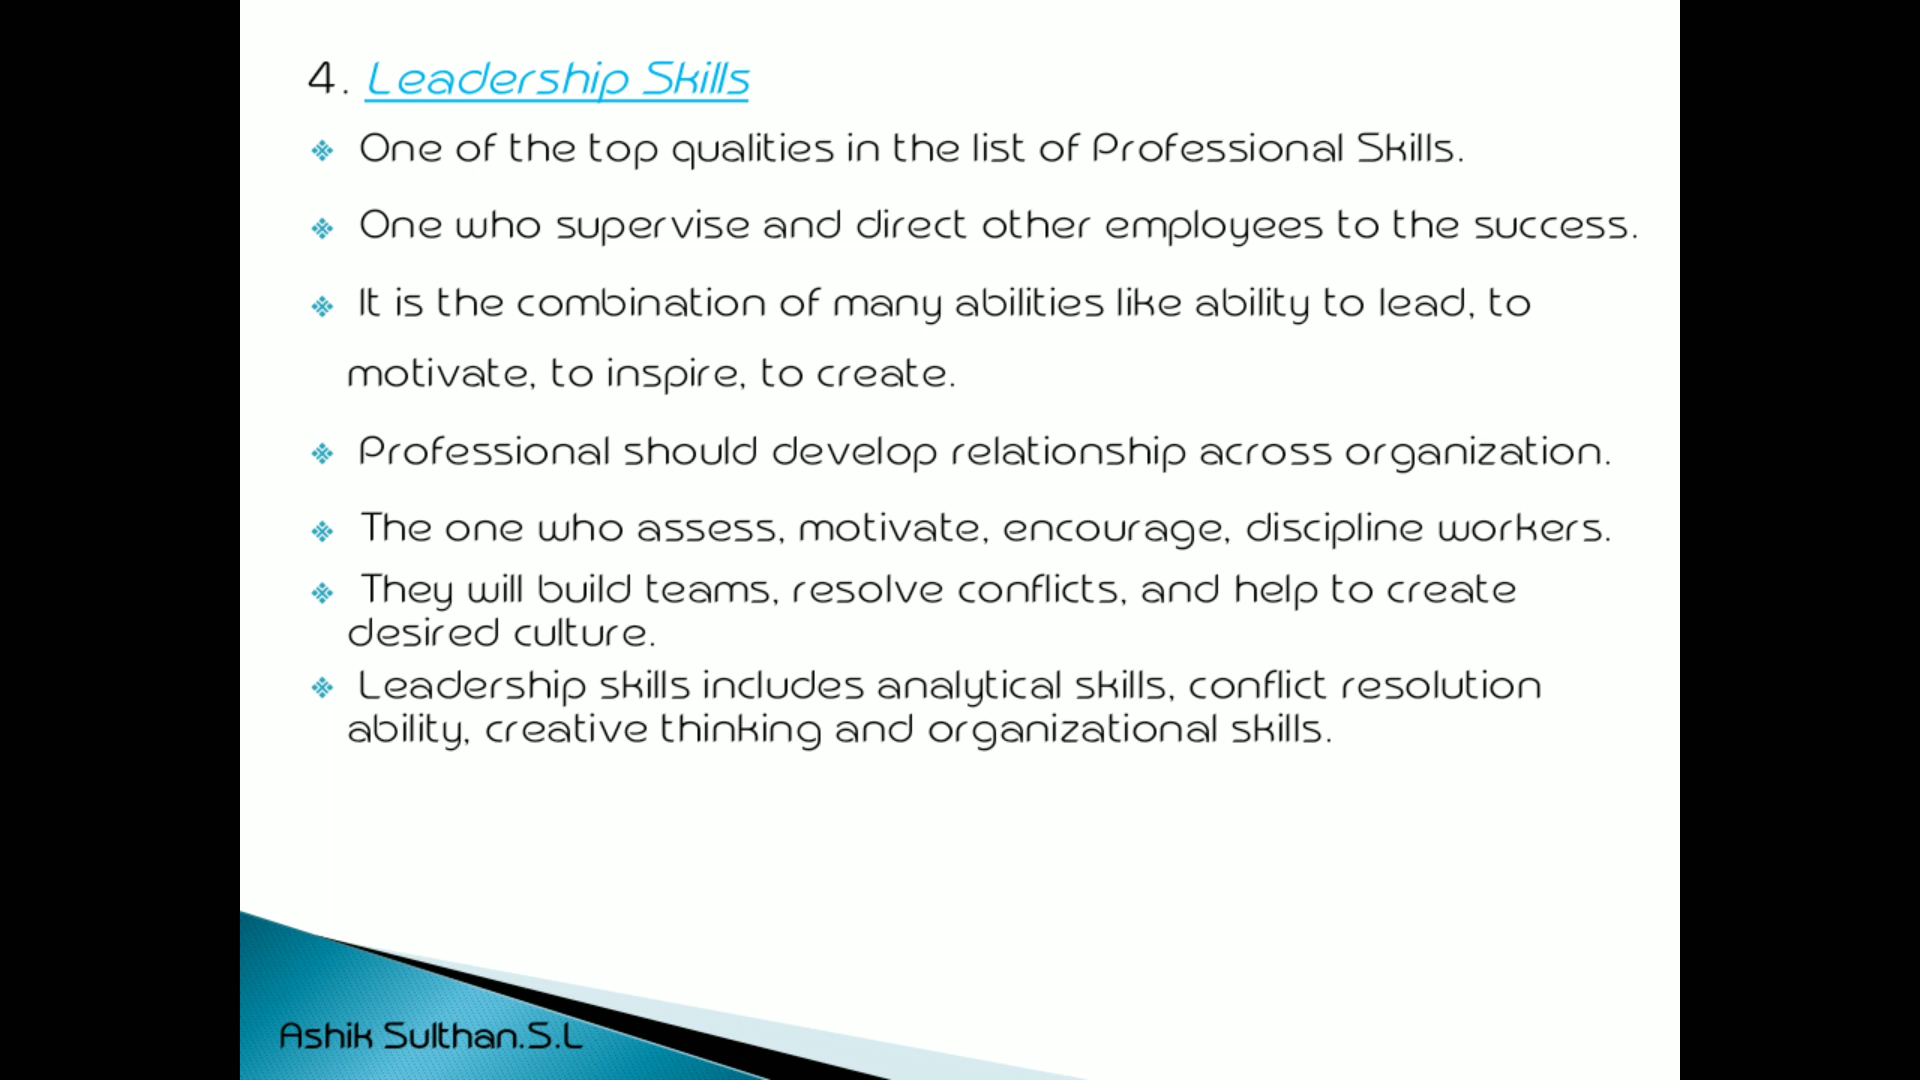 4. Leadership Skills
❖ One of the top qualities in the list of Professional Skills.
❖ One who supervise and direct other employees to the success.
❖ It is the combination of many abilities like ability to lead, to
motivate, to inspire, to create.
❖ Professional should develop relationship across organization.
❖ The one who assess, motivate, encourage, discipline workers.
❖ They will build teams, resolve conflicts, and help to create
desired culture.
❖ Leadership skills includes analytical skills, conflict resolution
ability, creative thinking and organizational skills.
Ashik Sulthan.S.L